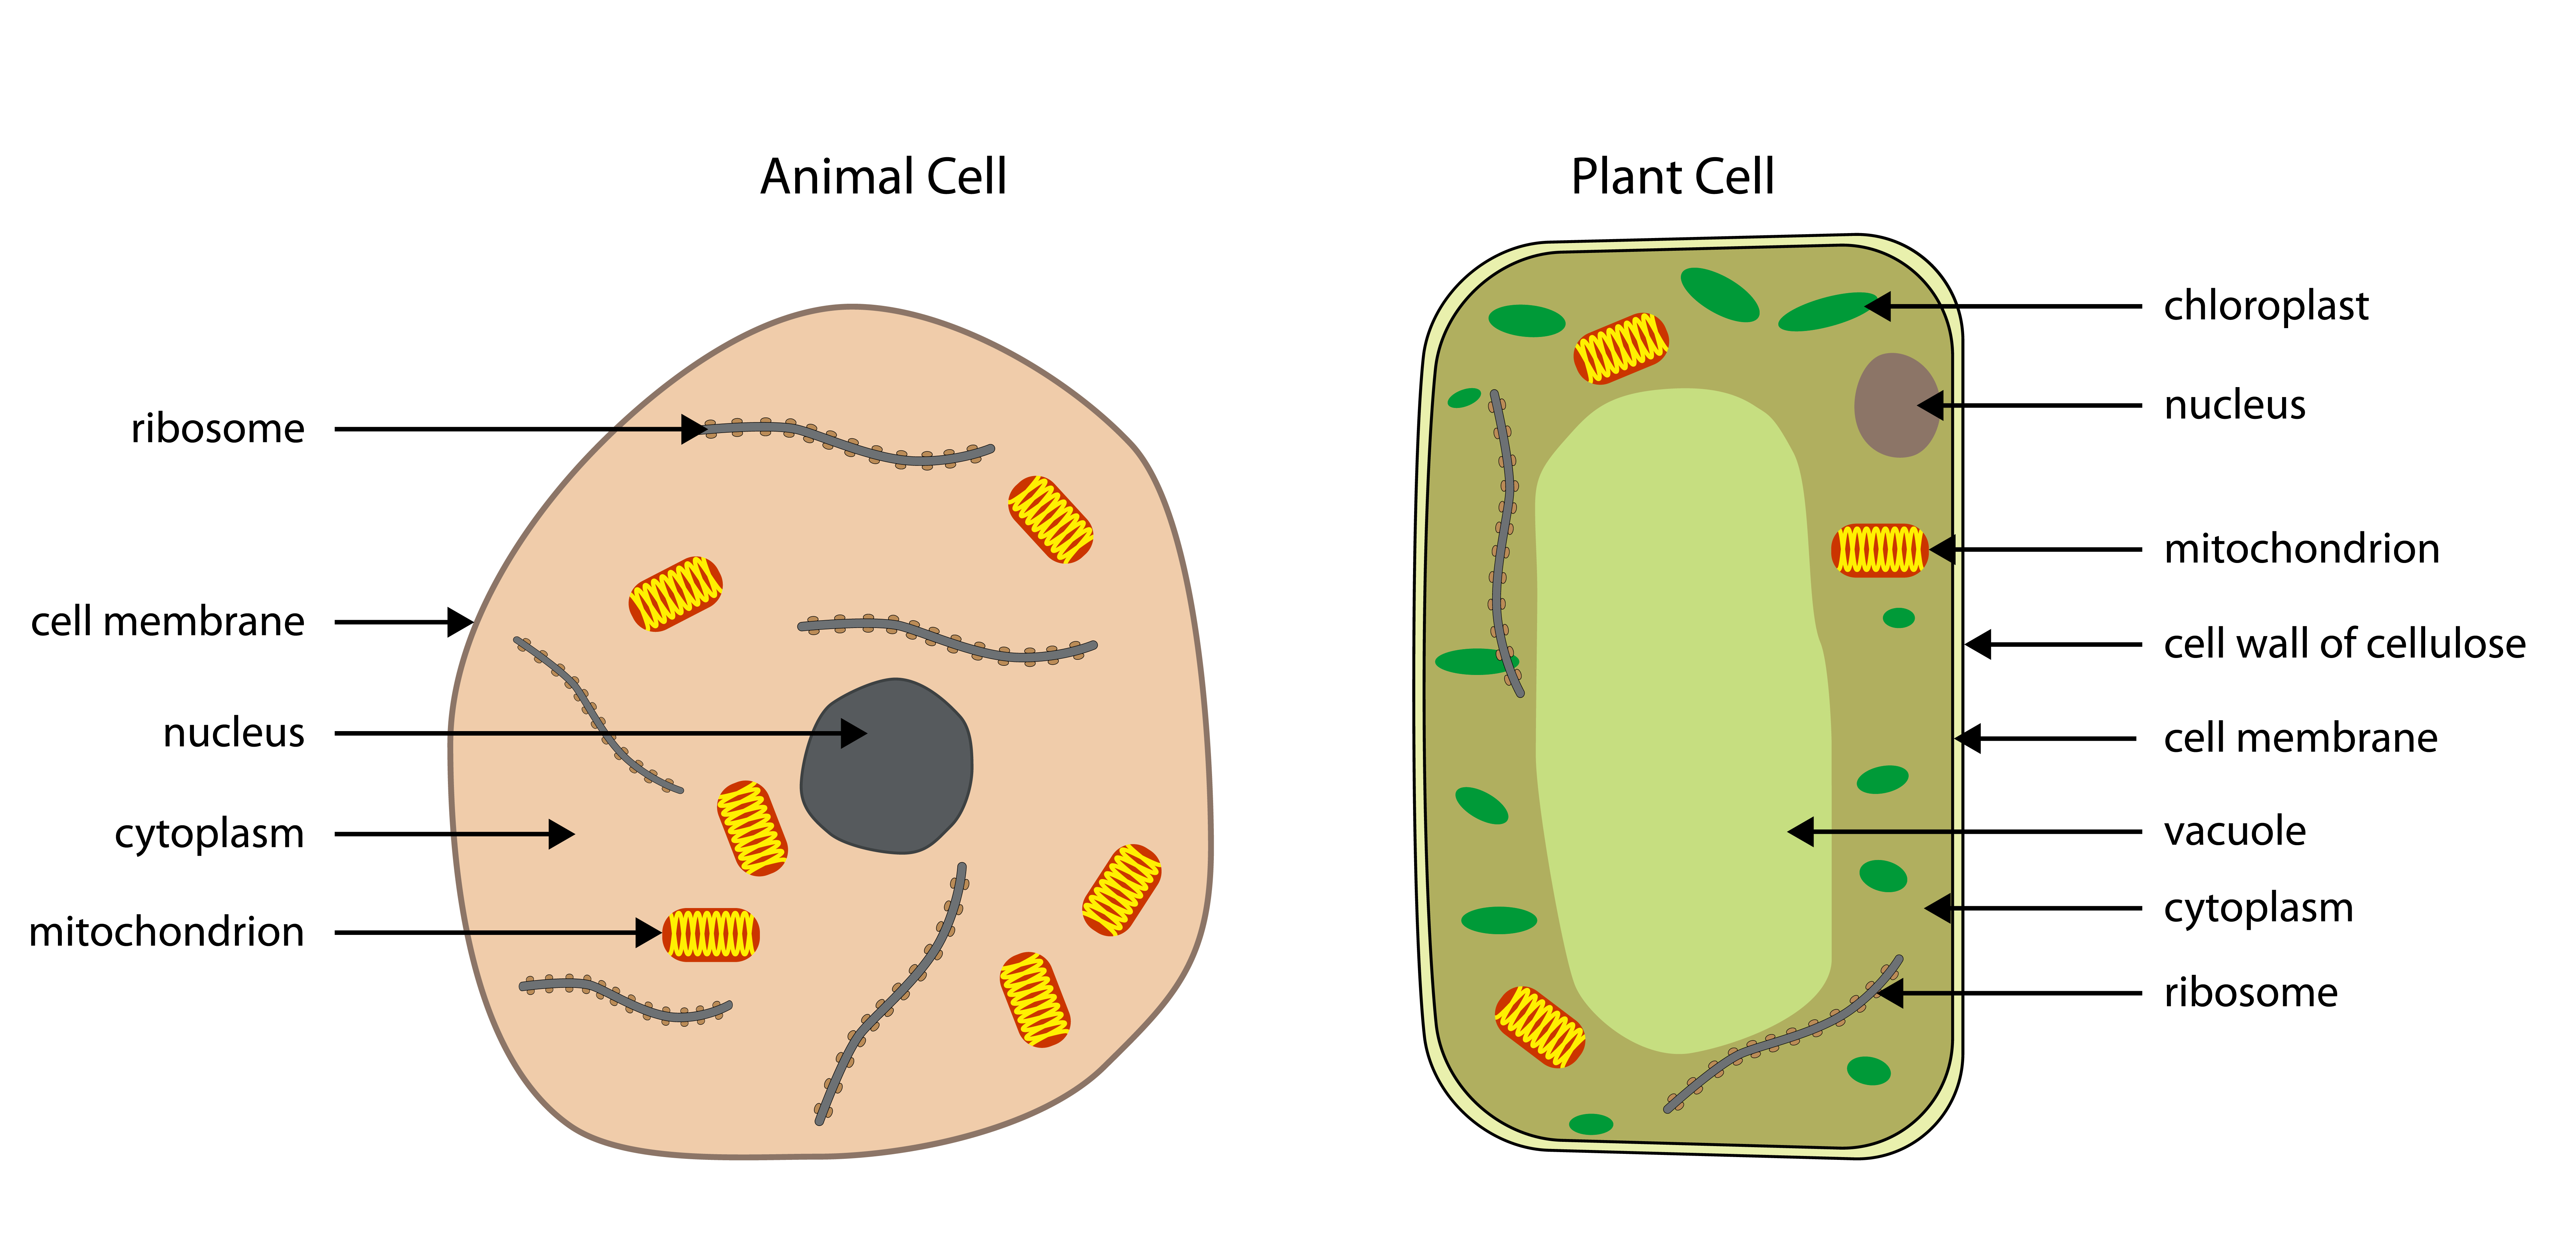 Animal Cell
ribosome
cell membrane
nucleus
cytoplasm
mitochondrion
Plant Cell
chloroplast
nucleus
mitochondrion
cell wall of cellulose
cell membrane
vacuole
cytoplasm
ribosome